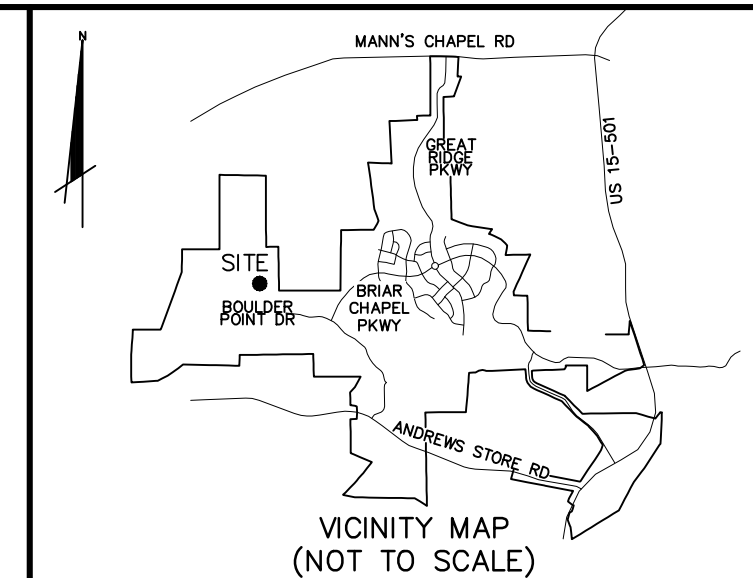 N
MANN'S CHAPEL RD
US 15-501
GREAT
RIDGE
PKWY
SITE
BOULDER
POINT DR
BRIAR
CHAPEL
PKWY
ANDREWS STORE RD
VICINITY MAP
(NOT TO SCALE)